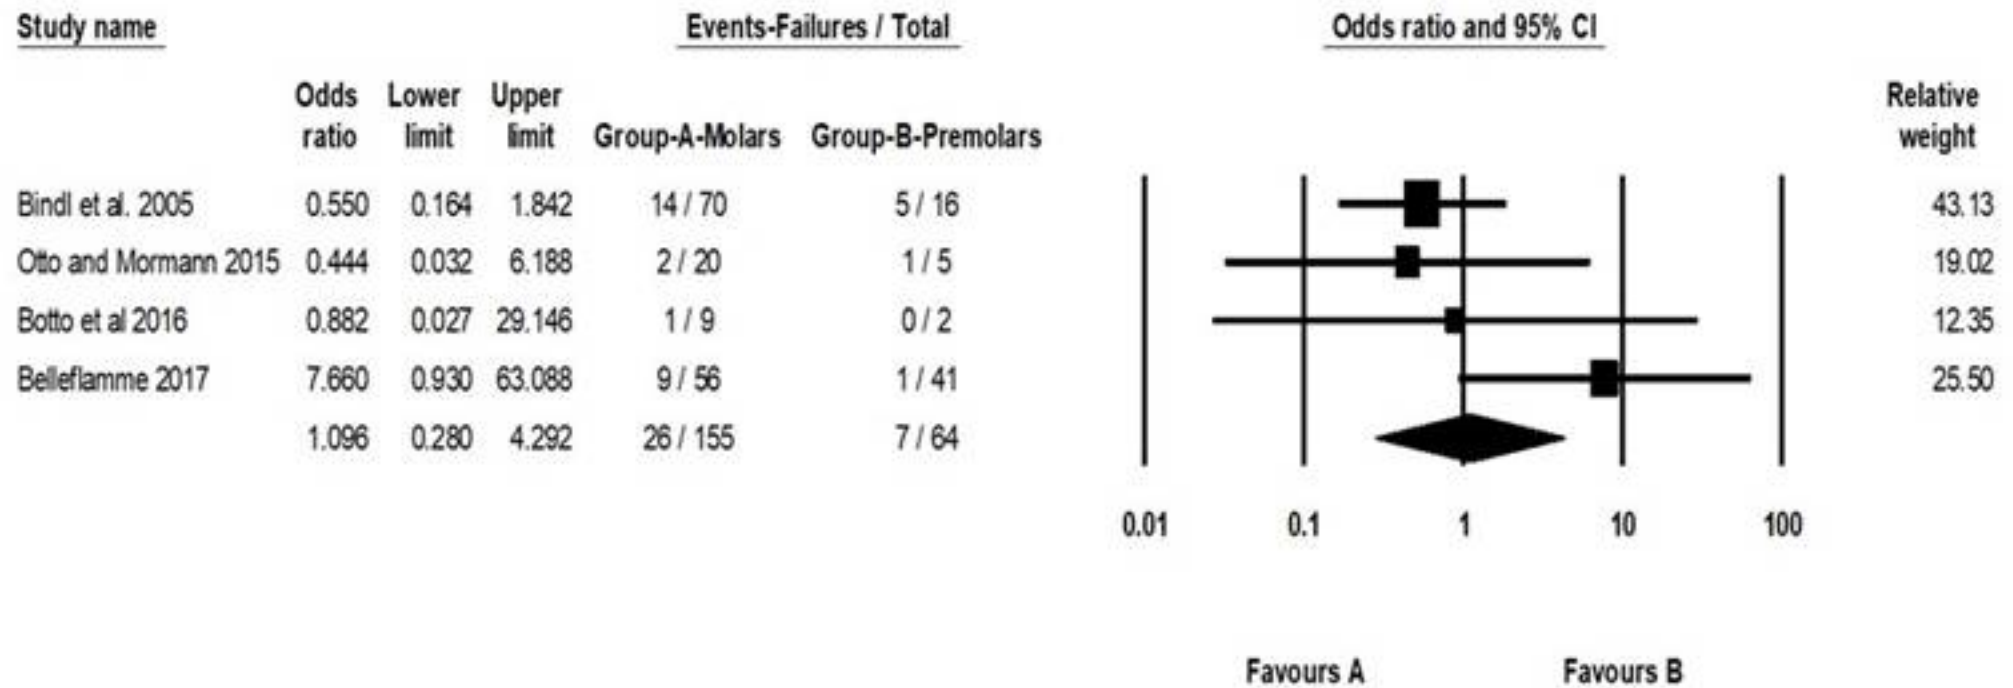 Study name Events-Failures / Total Odds ratio and 95% CI
Odds Lower Upper Relative
ratio limit limit Group-A-Molars Group-B-Premolars weight
Bindl et al. 2005 0.550 0.164 1.842 14 / 70 5 / 16 43.13
Otto and Mormann 2015 0.444 0.032 6.188 2 / 20 1 / 5 19.02
Botto et al 2016 0.882 0.027 29.146 1 / 9 0 / 2 12.35
Belleflamme 2017 7.660 0.930 63.088 9 / 56 1 / 41 25.50
1.096 0.280 4.292 26 / 155 7 / 64
0.01 0.1 1 10 100
Favours A Favours B